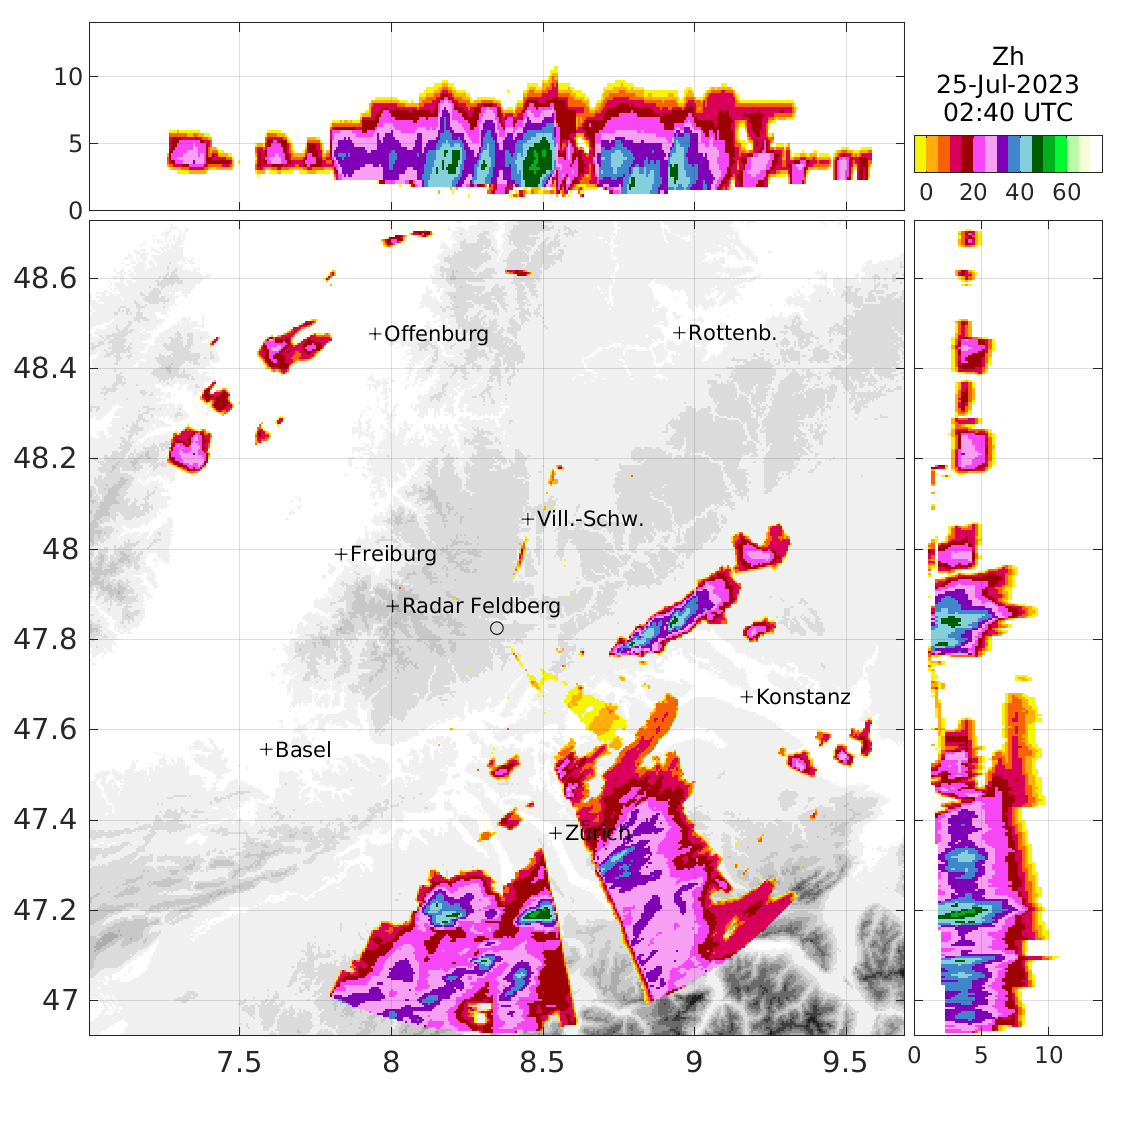 10
5
0
Zh
25-Jul-2023
02:40 UTC
0 20 40 60
48.6
48.4
48.2
48
47.8
47.6
47.4
47.2
47
+Offenburg
+Rottenb.
+Vill.-Schw.
+Freiburg
+Radar Feldberg
+Konstanz
+Basel
+Zürich
7.5 8 8.5 9 9.5
0 5 10